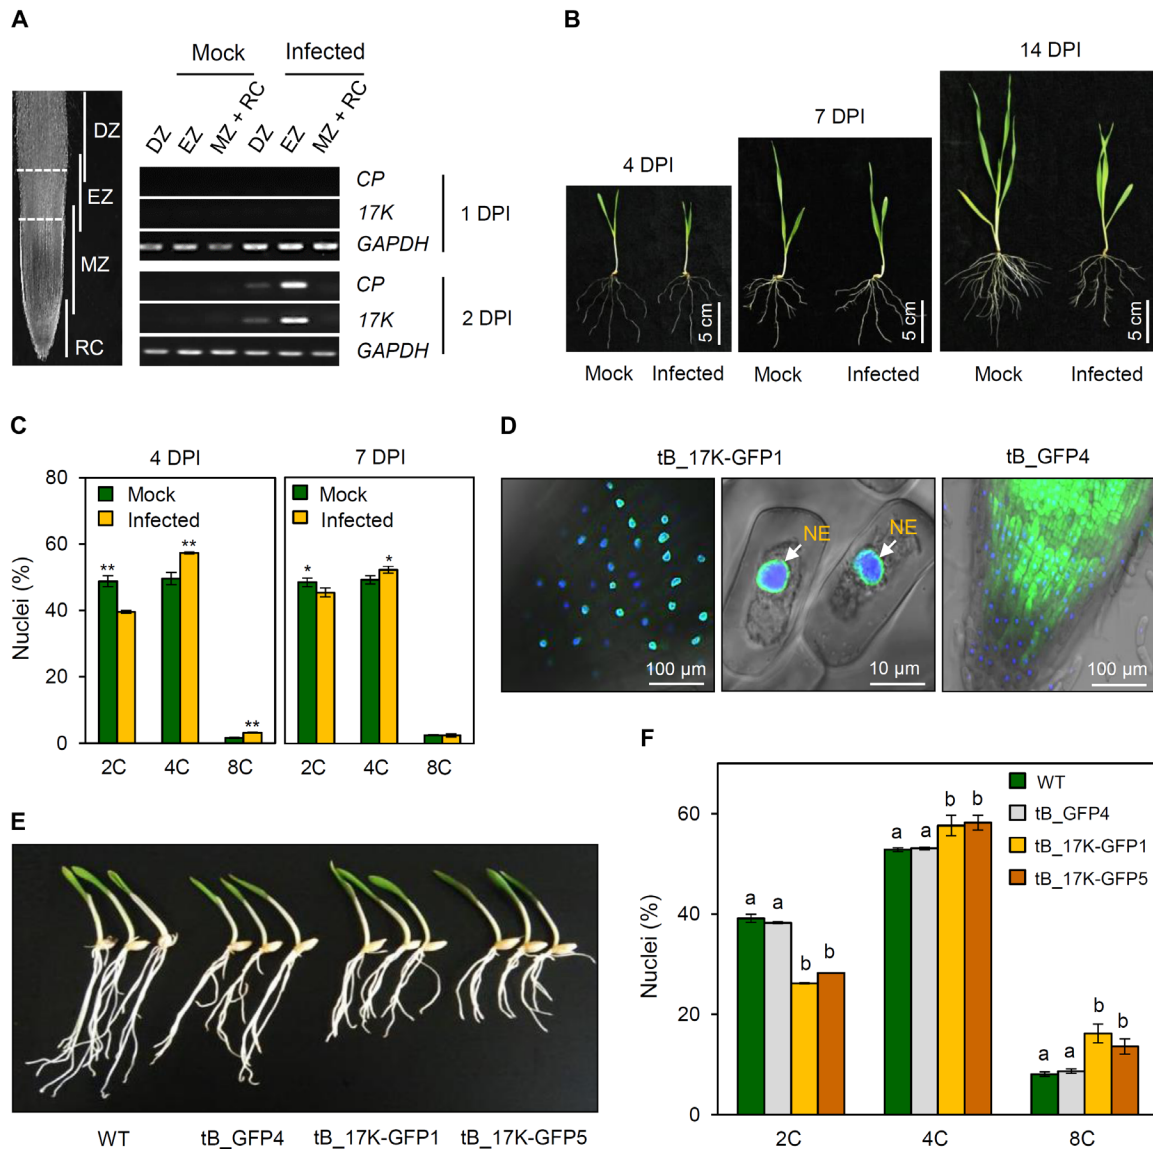 A
Mock Infected
DZ EZ MZ + RC DZ EZ MZ + RC
DZ
EZ
MZ
RC
CP
17K
GAPDH
1 DPI
CP
17K
GAPDH
2 DPI
B
4 DPI
7 DPI
14 DPI
5 cm
5 cm
5 cm
Mock Infected
Mock Infected
Mock Infected
C
4 DPI
7 DPI
Nuclei (%)
80
60
40
20
0
Mock
Infected
** ** **
2C 4C 8C
Mock
Infected
* *
2C 4C 8C
D
tB_17K-GFP1
tB_GFP4
NE
NE
100 µm
10 µm
100 µm
E
WT tB_GFP4 tB_17K-GFP1 tB_17K-GFP5
F
Nuclei (%)
60
40
20
0
WT
tB_GFP4
tB_17K-GFP1
tB_17K-GFP5
a a b b
a a b b
a a b b
2C 4C 8C